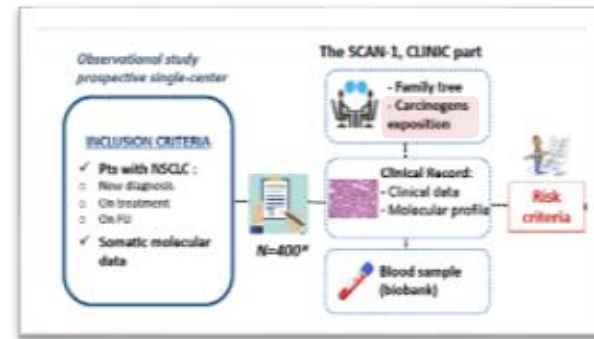 Observational study
prospective single-center
The SCAN-1, CLINIC part
INCLUSION CRITERIA
✓ Pts with NSCLC :
○ New diagnosis
○ On treatment
○ On FU
✓ Somatic molecular
data
N=400*
- Family tree
- Carcinogens
exposition
Clinical Record:
- Clinical data
- Molecular profile
Blood sample
(biobank)
Risk
criteria